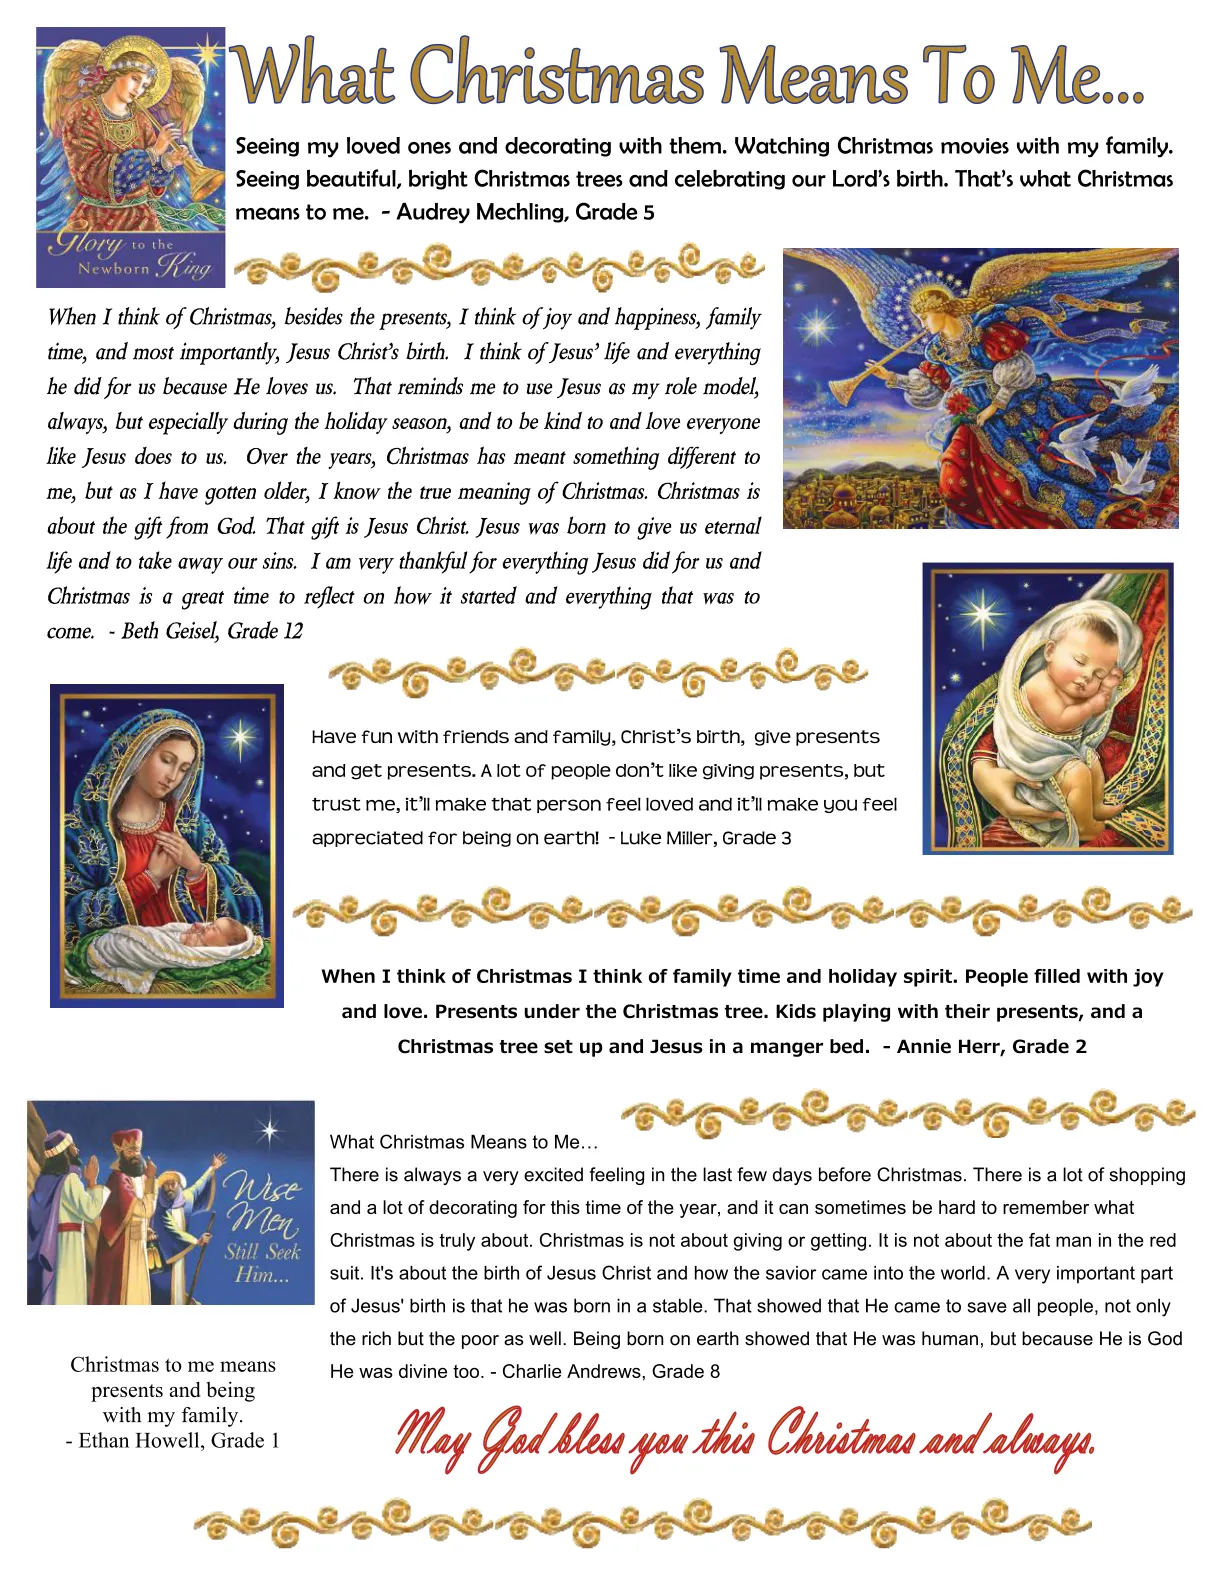 What Christmas Means To Me...
Glory to the
Newborn King
Seeing my loved ones and decorating with them. Watching Christmas movies with my family.
Seeing beautiful, bright Christmas trees and celebrating our Lord’s birth. That’s what Christmas
means to me.  - Audrey Mechling, Grade 5
When I think of Christmas, besides the presents, I think of joy and happiness, family
time, and most importantly, Jesus Christ’s birth.  I think of Jesus’ life and everything
he did for us because He loves us.  That reminds me to use Jesus as my role model,
always, but especially during the holiday season, and to be kind to and love everyone
like Jesus does to us.  Over the years, Christmas has meant something different to
me, but as I have gotten older, I know the true meaning of Christmas. Christmas is
about the gift from God. That gift is Jesus Christ. Jesus was born to give us eternal
life and to take away our sins.  I am very thankful for everything Jesus did for us and
Christmas is a great time to reflect on how it started and everything that was to
come.  - Beth Geisel, Grade 12
Have fun with friends and family, Christ’s birth,  give presents
and get presents. A lot of people don’t like giving presents, but
trust me, it’ll make that person feel loved and it’ll make you feel
appreciated for being on earth!  - Luke Miller, Grade 3
When I think of Christmas I think of family time and holiday spirit. People filled with joy
and love. Presents under the Christmas tree. Kids playing with their presents, and a
Christmas tree set up and Jesus in a manger bed.  - Annie Herr, Grade 2
Wise
Men
Still Seek
Him...
What Christmas Means to Me…
There is always a very excited feeling in the last few days before Christmas. There is a lot of shopping
and a lot of decorating for this time of the year, and it can sometimes be hard to remember what
Christmas is truly about. Christmas is not about giving or getting. It is not about the fat man in the red
suit. It's about the birth of Jesus Christ and how the savior came into the world. A very important part
of Jesus' birth is that he was born in a stable. That showed that He came to save all people, not only
the rich but the poor as well. Being born on earth showed that He was human, but because He is God
He was divine too. - Charlie Andrews, Grade 8
Christmas to me means
presents and being
with my family.
- Ethan Howell, Grade 1
May God bless you this Christmas and always.